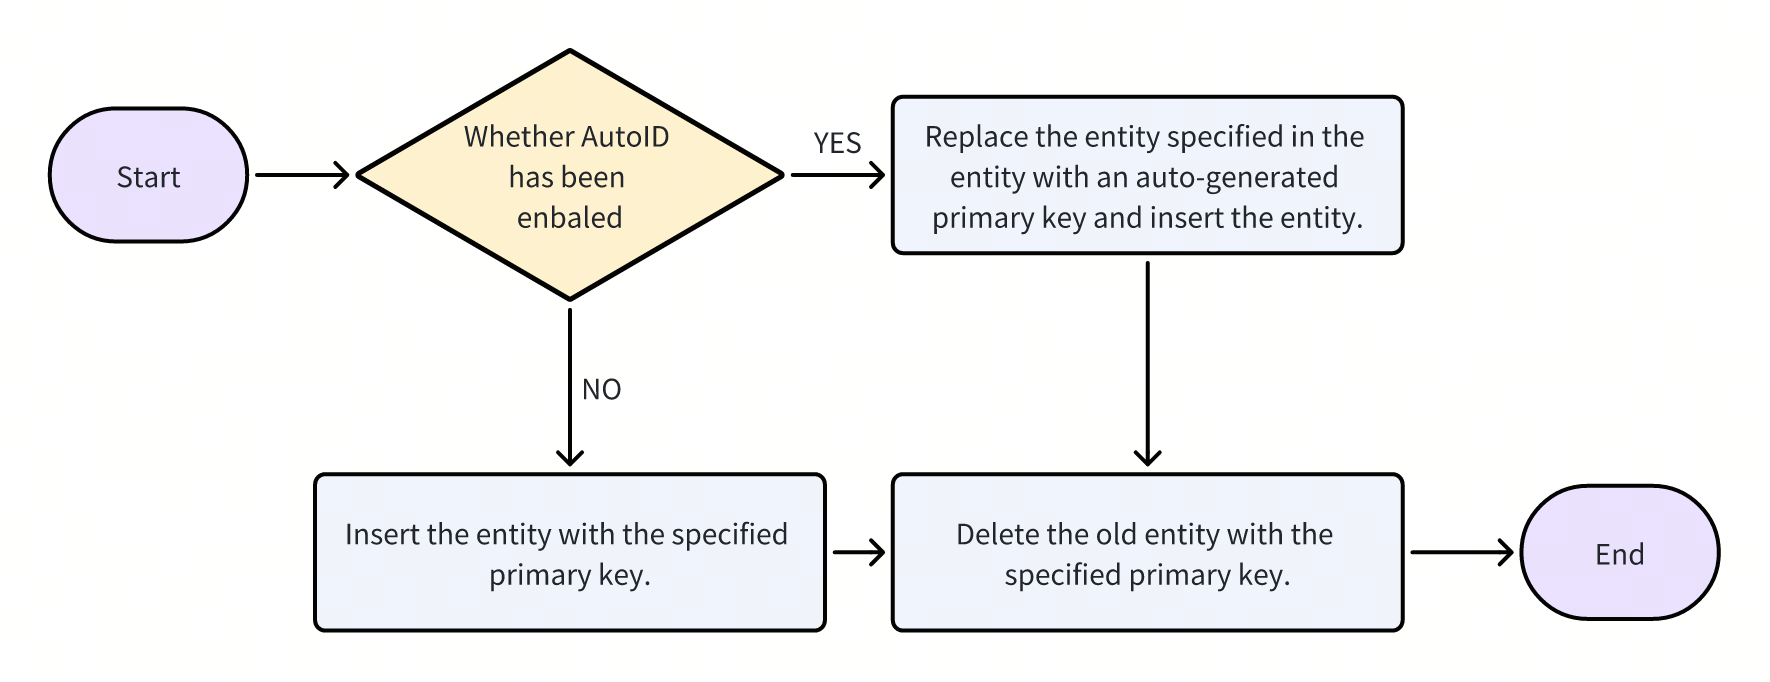 Start
Whether AutoID
has been
enbaled
YES
Replace the entity specified in the
entity with an auto-generated
primary key and insert the entity.
NO
Insert the entity with the specified
primary key.
Delete the old entity with the
specified primary key.
End